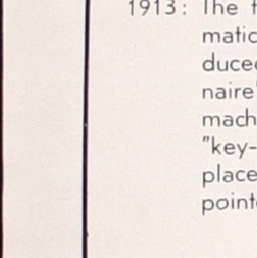 1913: The f
matic
duce
naire'
mach
"key-
place
point